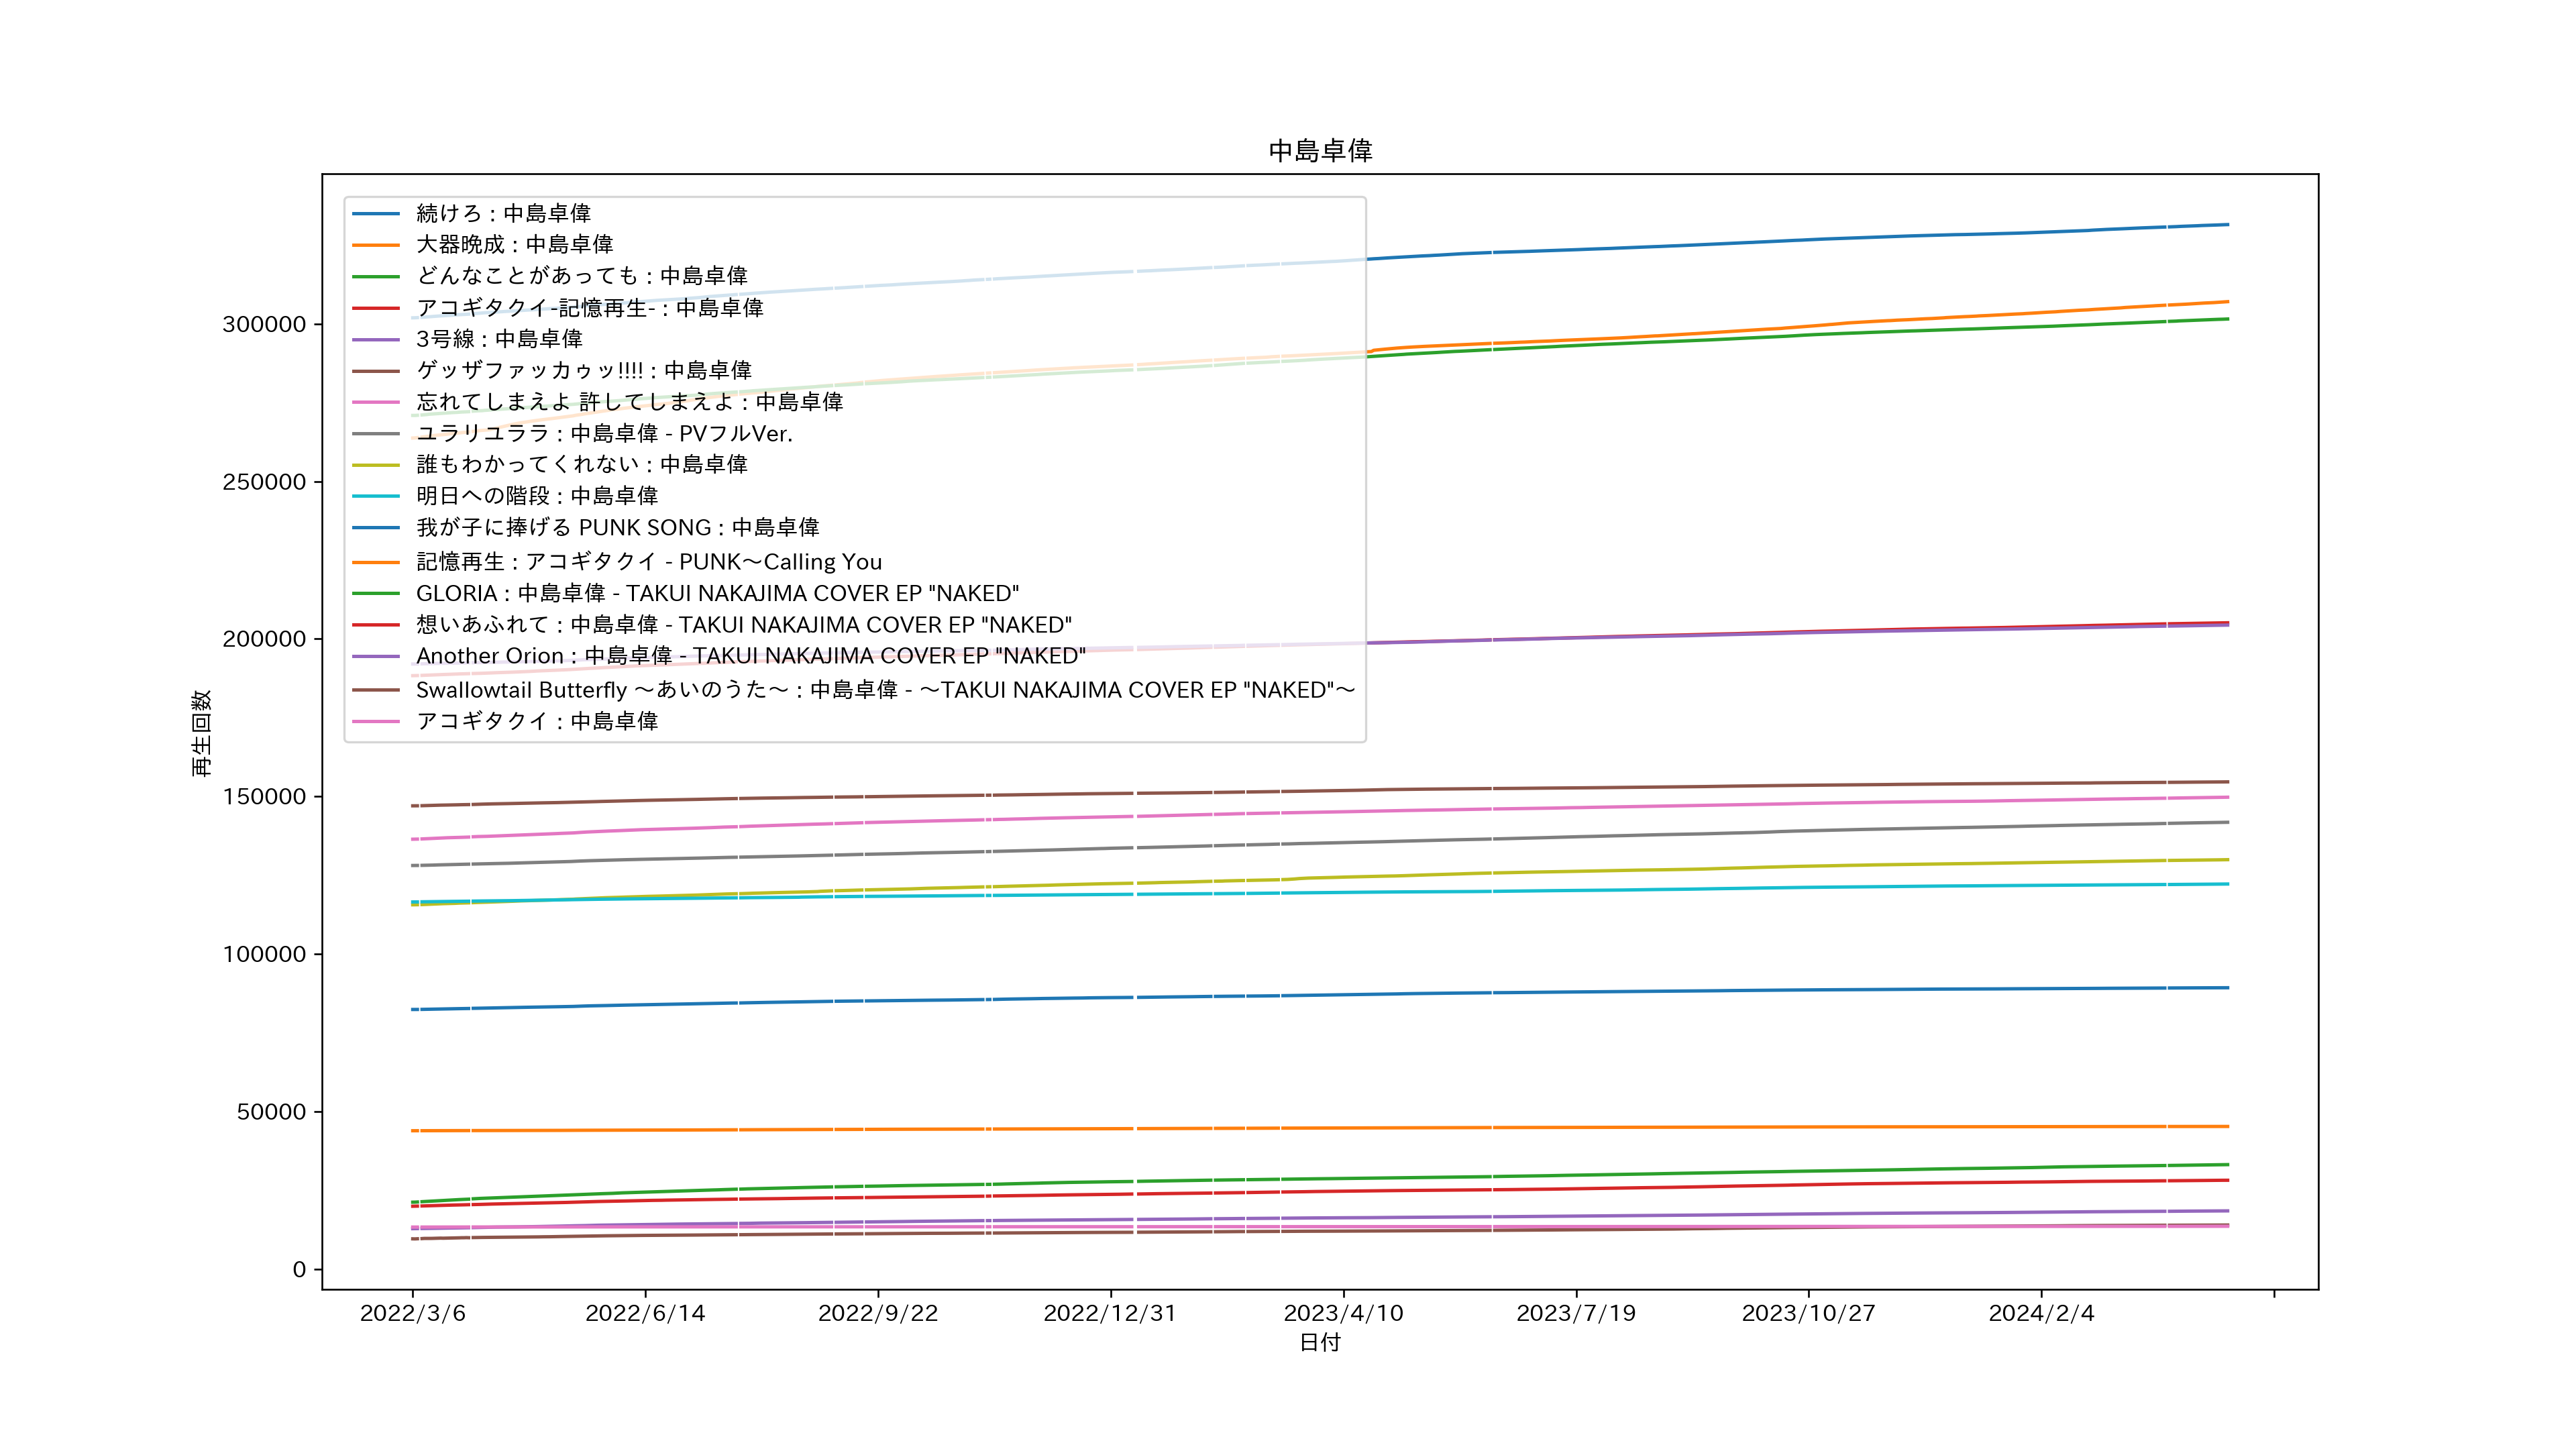 中島卓偉
続けろ : 中島卓偉
大器晩成 : 中島卓偉
どんなことがあっても : 中島卓偉
アコギタクイ-記憶再生- : 中島卓偉
3号線 : 中島卓偉
ゲッザファッカゥッ!!!! : 中島卓偉
忘れてしまえよ 許してしまえよ : 中島卓偉
ユラリユララ : 中島卓偉 - PVフルVer.
誰もわかってくれない : 中島卓偉
明日への階段 : 中島卓偉
我が子に捧げる PUNK SONG : 中島卓偉
記憶再生 : アコギタクイ - PUNK～Calling You
GLORIA : 中島卓偉 - TAKUI NAKAJIMA COVER EP "NAKED"
想いあふれて : 中島卓偉 - TAKUI NAKAJIMA COVER EP "NAKED"
Another Orion : 中島卓偉 - TAKUI NAKAJIMA COVER EP "NAKED"
Swallowtail Butterfly ～あいのうた～ : 中島卓偉 - ～TAKUI NAKAJIMA COVER EP "NAKED"～
アコギタクイ : 中島卓偉
300000
250000
200000
150000
100000
50000
0
再生回数
2022/3/6
2022/6/14
2022/9/22
2022/12/31
2023/4/10
2023/7/19
2023/10/27
2024/2/4
日付